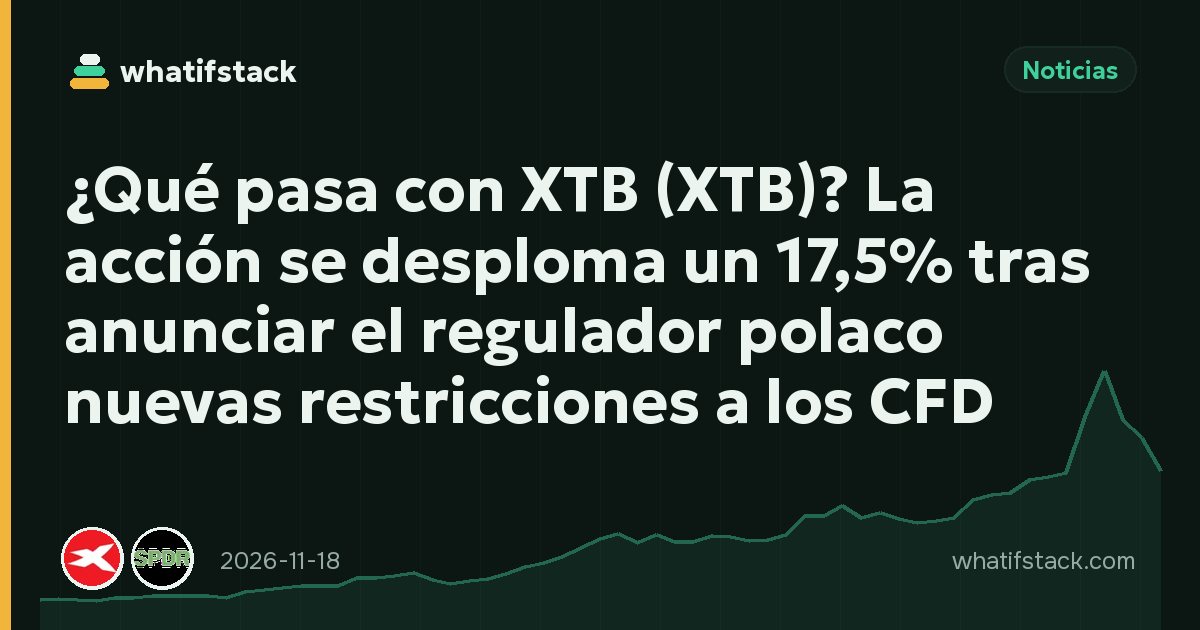 whatifstack
Noticias
¿Qué pasa con XTB (XTB)? La
acción se desploma un 17,5% tras
anunciar el regulador polaco
nuevas restricciones a los CFD
SPDR
2026-11-18
whatifstack.com